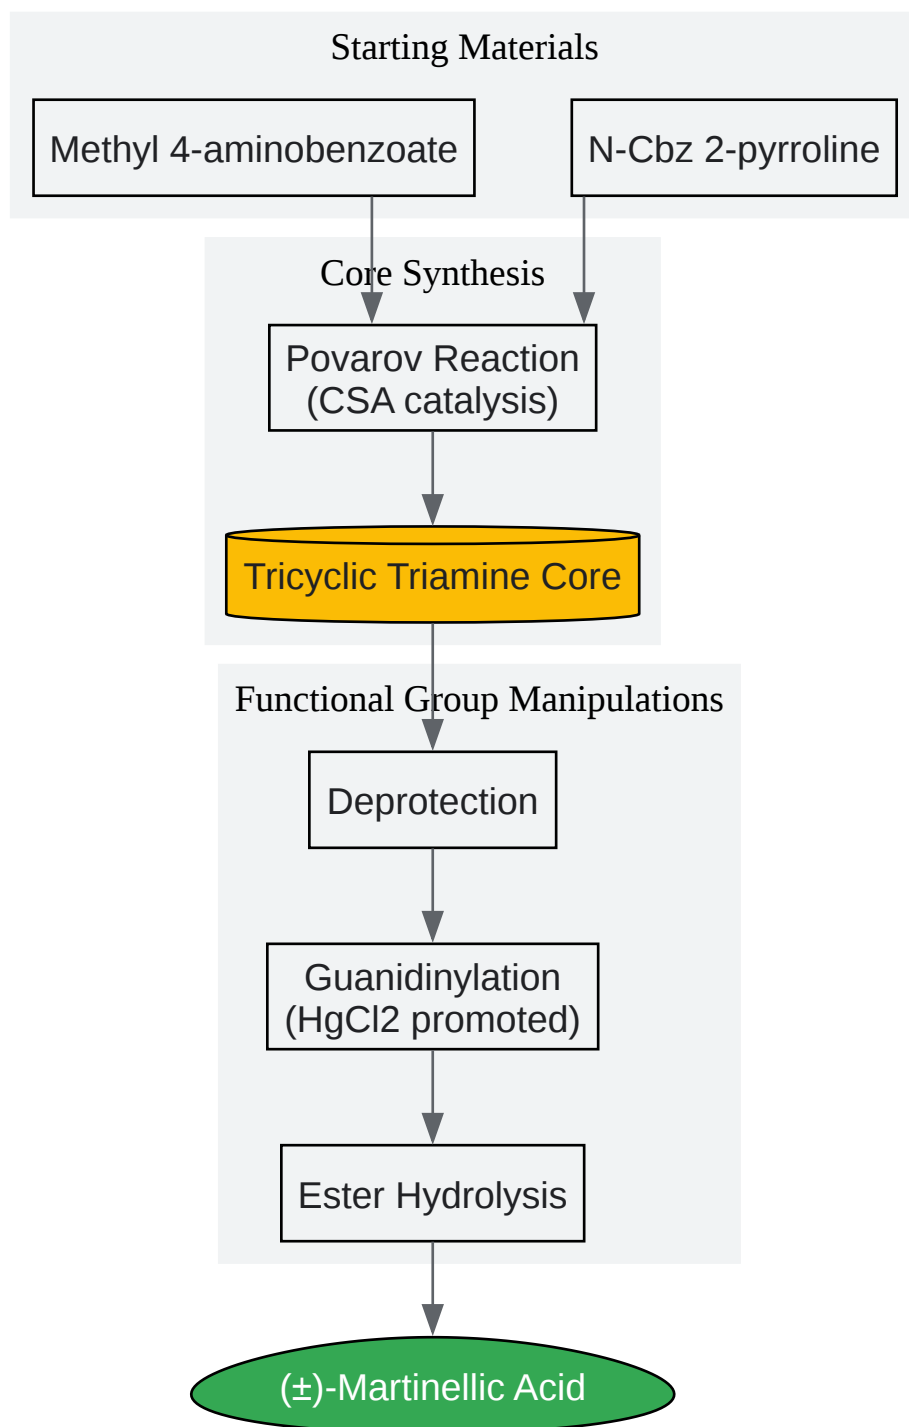 Starting Materials
Methyl 4-aminobenzoate
N-Cbz 2-pyrroline
Core Synthesis
Povarov Reaction
(CSA catalysis)
Tricyclic Triamine Core
Functional Group Manipulations
Deprotection
Guanidinylation
(HgCl2 promoted)
Ester Hydrolysis
(±)-Martinellic Acid